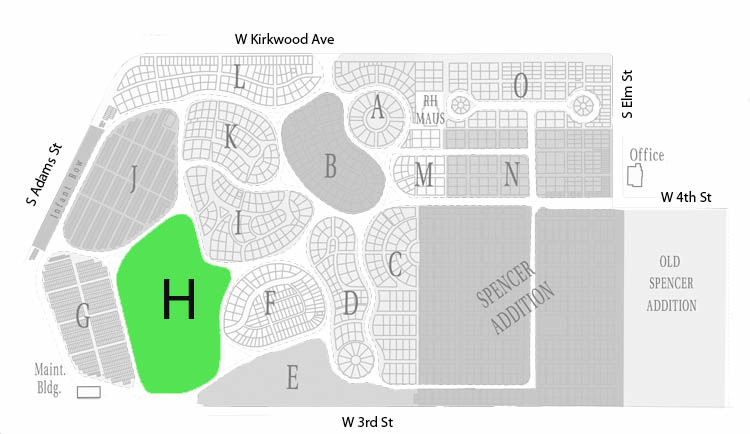 W Kirkwood Ave
L
O
A
RH
MAUS
S Elm St
K
B
J
M
N
Office
S Adams St
Infant Row
W 4th St
I
C
H
SPENCER
ADDITION
OLD
SPENCER
ADDITION
G
F
D
E
Maint.
Bldg.
W 3rd St